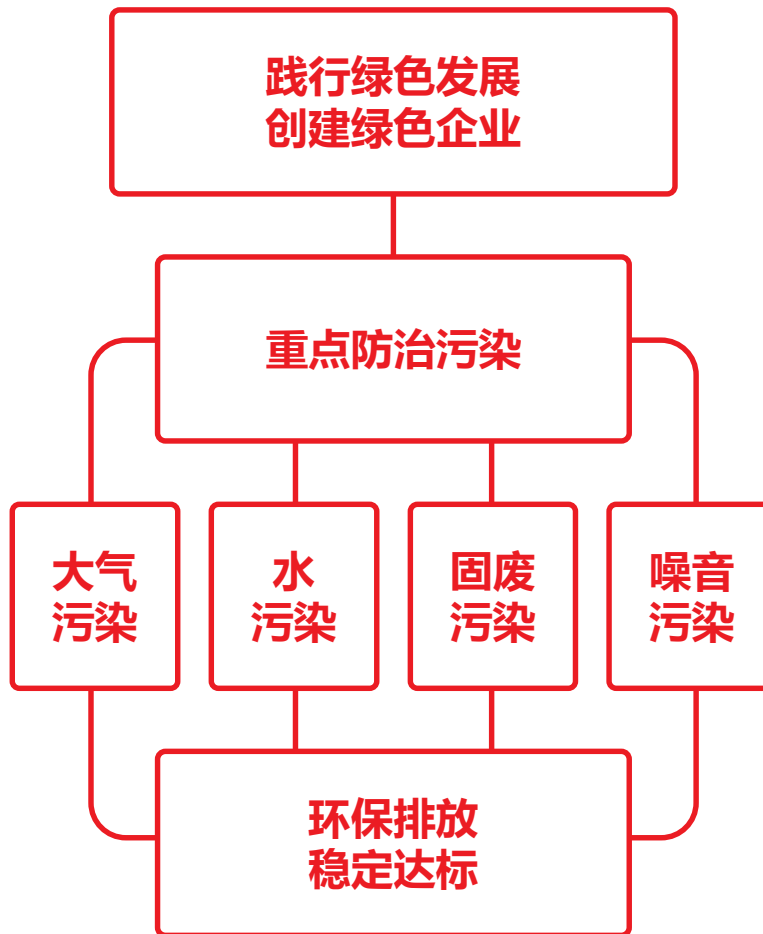 践行绿色发展
创建绿色企业
重点防治污染
大气
污染
水
污染
固废
污染
噪音
污染
环保排放
稳定达标